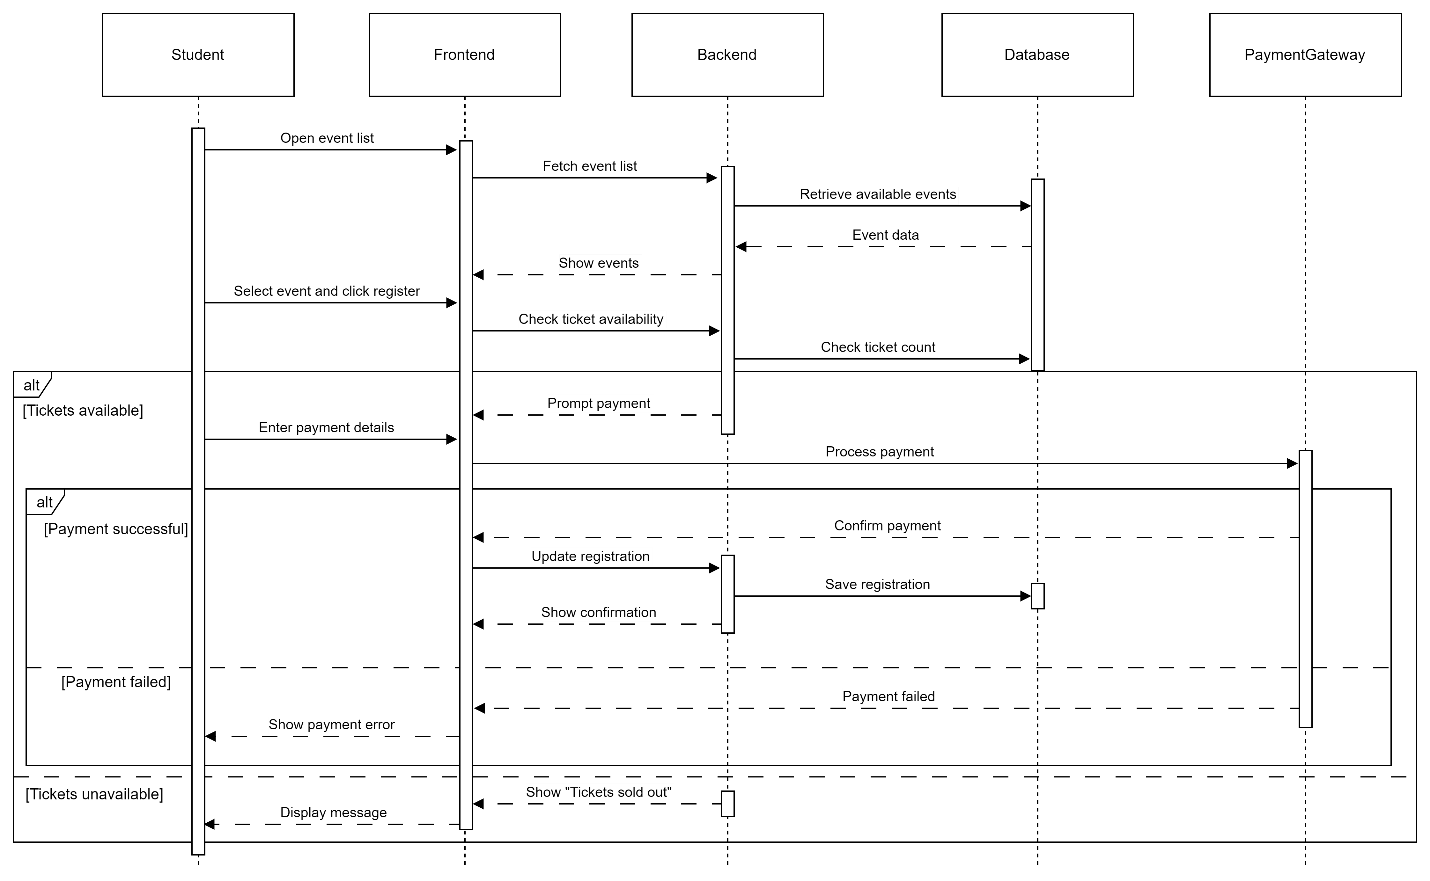 Student
Frontend
Backend
Database
PaymentGateway
Open event list
Fetch event list
Retrieve available events
Event data
Show events
Select event and click register
Check ticket availability
Check ticket count
alt
[Tickets available]
Prompt payment
Enter payment details
Process payment
alt
[Payment successful]
Confirm payment
Update registration
Save registration
Show confirmation
[Payment failed]
Payment failed
Show payment error
[Tickets unavailable]
Show "Tickets sold out"
Display message